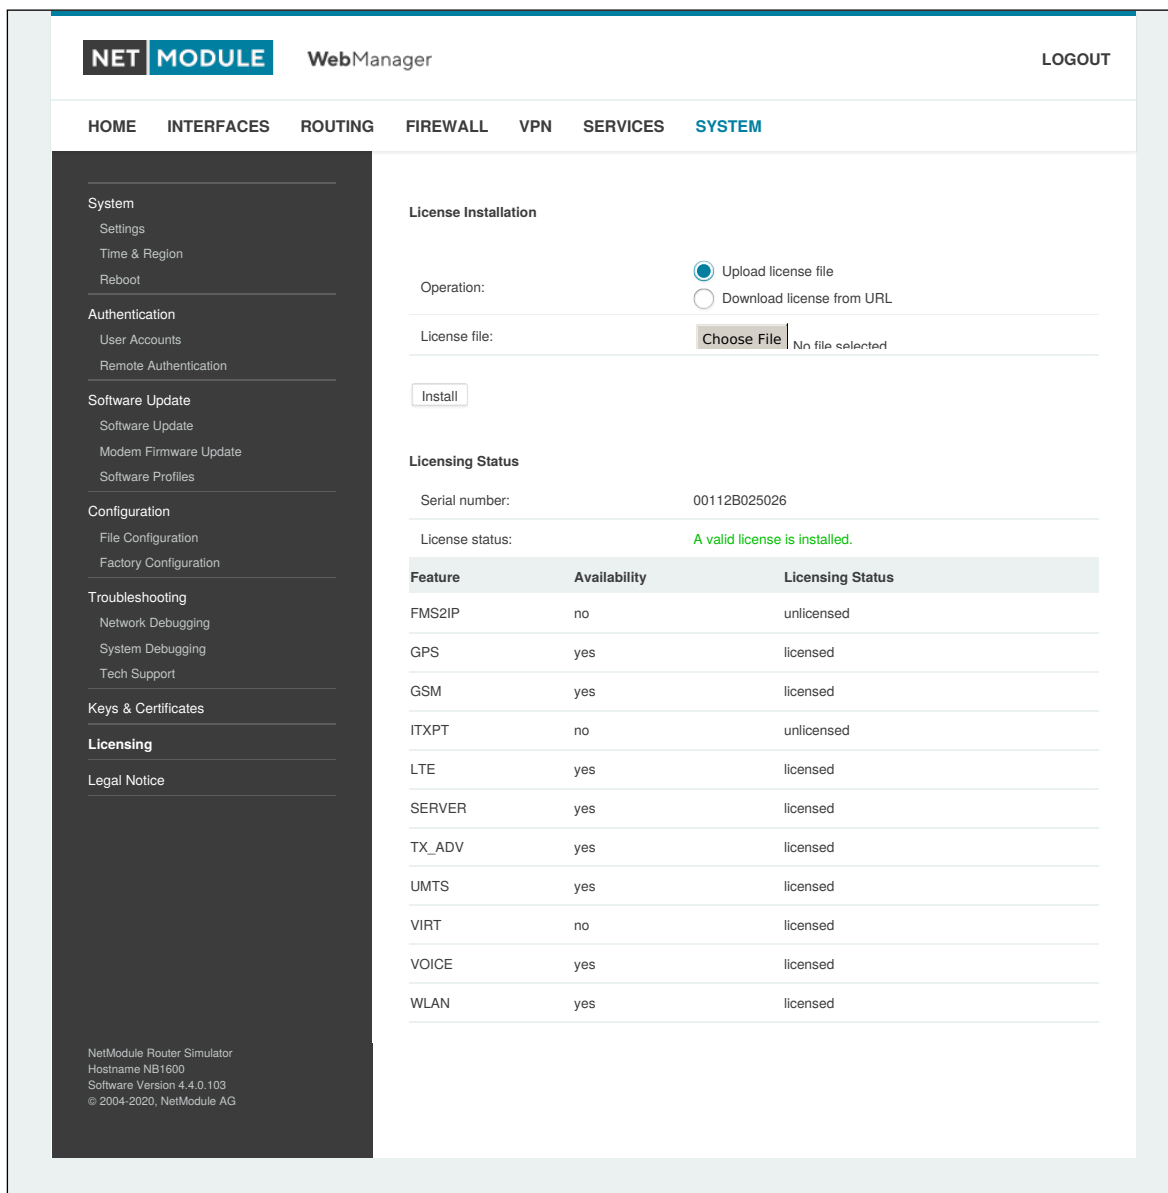 NET MODULE WebManager LOGOUT
HOME INTERFACES ROUTING FIREWALL VPN SERVICES SYSTEM
System
Settings
Time & Region
Reboot
Authentication
User Accounts
Remote Authentication
Software Update
Software Update
Modem Firmware Update
Software Profiles
Configuration
File Configuration
Factory Configuration
Troubleshooting
Network Debugging
System Debugging
Tech Support
Keys & Certificates
Licensing
Legal Notice
NetModule Router Simulator
Hostname NB1600
Software Version 4.4.0.103
© 2004-2020, NetModule AG
License Installation
Operation: Upload license file
Download license from URL
License file: Choose File No file selected
Install
Licensing Status
Serial number: 00112B025026
License status: A valid license is installed.
Feature Availability Licensing Status
FMS2IP no unlicensed
GPS yes licensed
GSM yes licensed
ITXPT no unlicensed
LTE yes licensed
SERVER yes licensed
TX_ADV yes licensed
UMTS yes licensed
VIRT no licensed
VOICE yes licensed
WLAN yes licensed